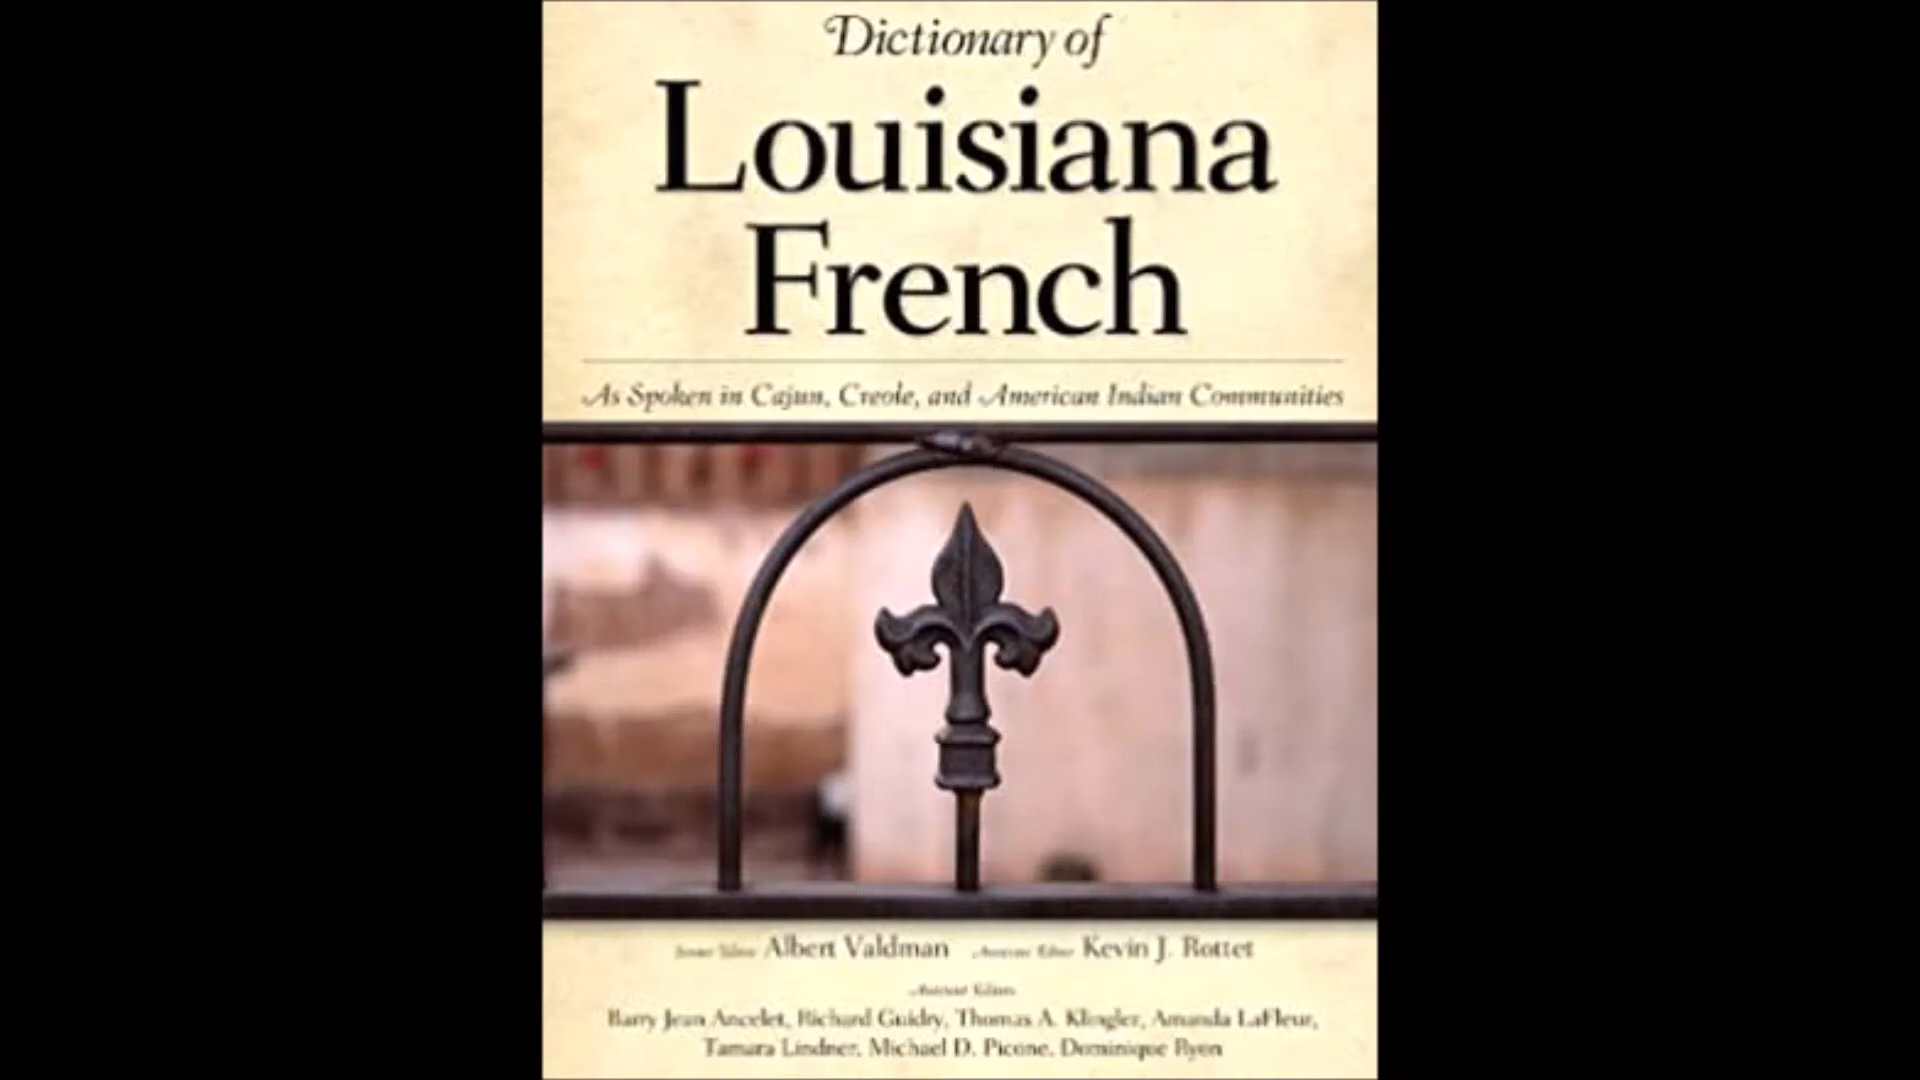 Dictionary of
Louisiana
French
As Spoken in Cajun, Creole, and American Indian Communities
Albert Valdman Kevin J. Rottet
Barry Jean Ancelet, Richard Guidry, Thomas A. Klingler, Amanda LaFleur,
Tamara Lindner, Michael D. Picone, Dominique Ryon